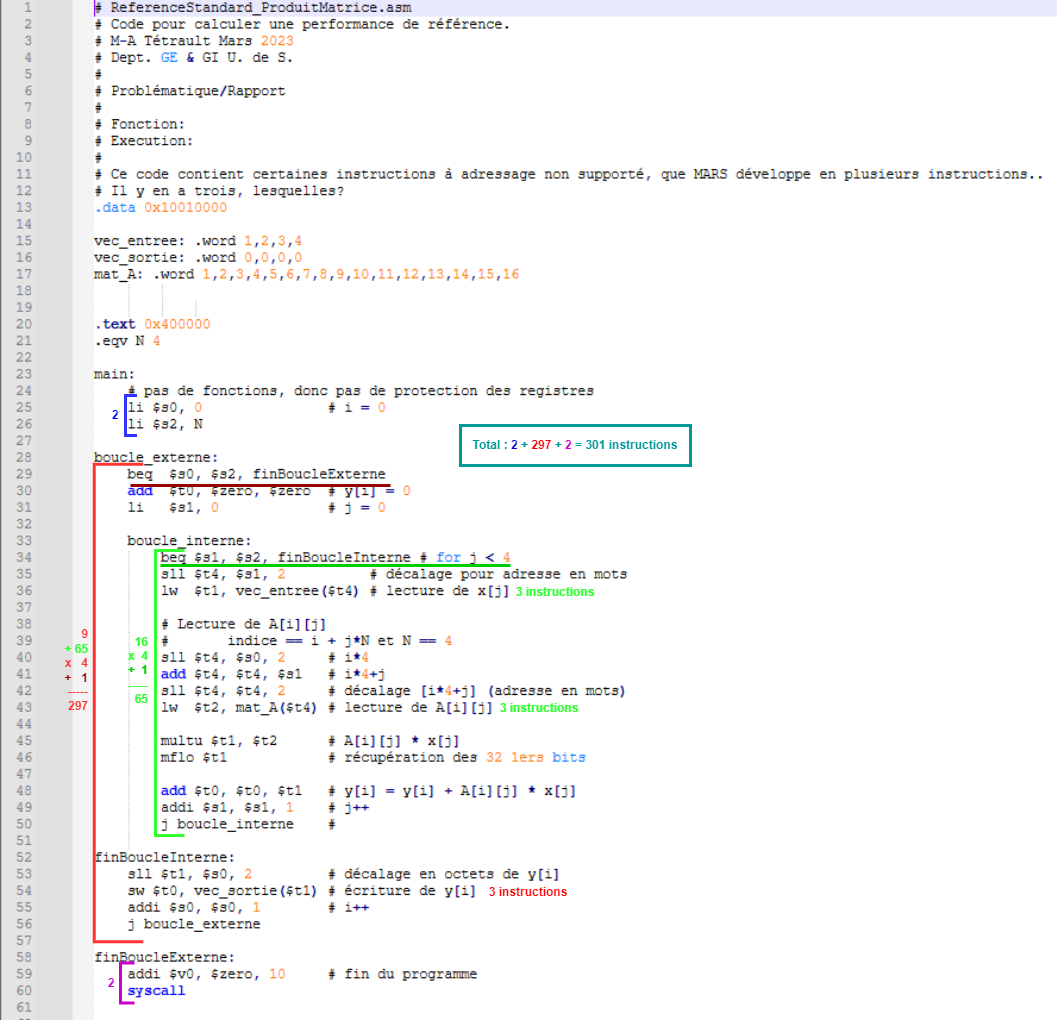 1 # ReferenceStandard_ProduitMatrice.asm
2 # Code pour calculer une performance de référence.
3 # M-A Tétrault Mars 2023
4 # Dept. GE & GI U. de S.
5 #
6 # Problématique/Rapport
7 #
8 # Fonction:
9 # Execution:
10 #
11 # Ce code contient certaines instructions à adressage non supporté, que MARS développe en plusieurs instructions..
12 # Il y en a trois, lesquelles?
13 .data 0x10010000
14
15 vec_entree: .word 1,2,3,4
16 vec_sortie: .word 0,0,0,0
17 mat_A: .word 1,2,3,4,5,6,7,8,9,10,11,12,13,14,15,16
18
19
20 .text 0x400000
21 .eqv N 4
22
23 main:
24 # pas de fonctions, donc pas de protection des registres
25 li $s0, 0 # i = 0
2
26 li $s2, N
27
Total : 2 + 297 + 2 = 301 instructions
28 boucle_externe:
29 beq $s0, $s2, finBoucleExterne
30 add $t0, $zero, $zero # y[i] = 0
31 li $s1, 0 # j = 0
32
33 boucle_interne:
34 beq $s1, $s2, finBoucleInterne # for j < 4
35 sll $t4, $s1, 2 # décalage pour adresse en mots
36 lw $t1, vec_entree($t4) # lecture de x[j] 3 instructions
37
38 # Lecture de A[i][j]
39 # indice == i + j*N et N == 4
40 sll $t4, $s0, 2 # i*4
41 add $t4, $t4, $s1 # i*4+j
42 sll $t4, $t4, 2 # décalage [i*4+j] (adresse en mots)
43 lw $t2, mat_A($t4) # lecture de A[i][j] 3 instructions
9
+ 65
x 4
+ 1
-----
297
16
x 4
+ 1
65
44
45 multu $t1, $t2 # A[i][j] * x[j]
46 mflo $t1 # récupération des 32 1ers bits
47
48 add $t0, $t0, $t1 # y[i] = y[i] + A[i][j] * x[j]
49 addi $s1, $s1, 1 # j++
50 j boucle_interne #
51
52 finBoucleInterne:
53 sll $t1, $s0, 2 # décalage en octets de y[i]
54 sw $t0, vec_sortie($t1) # écriture de y[i] 3 instructions
55 addi $s0, $s0, 1 # i++
56 j boucle_externe
57
58 finBoucleExterne:
59 addi $v0, $zero, 10 # fin du programme
2
60 syscall
61